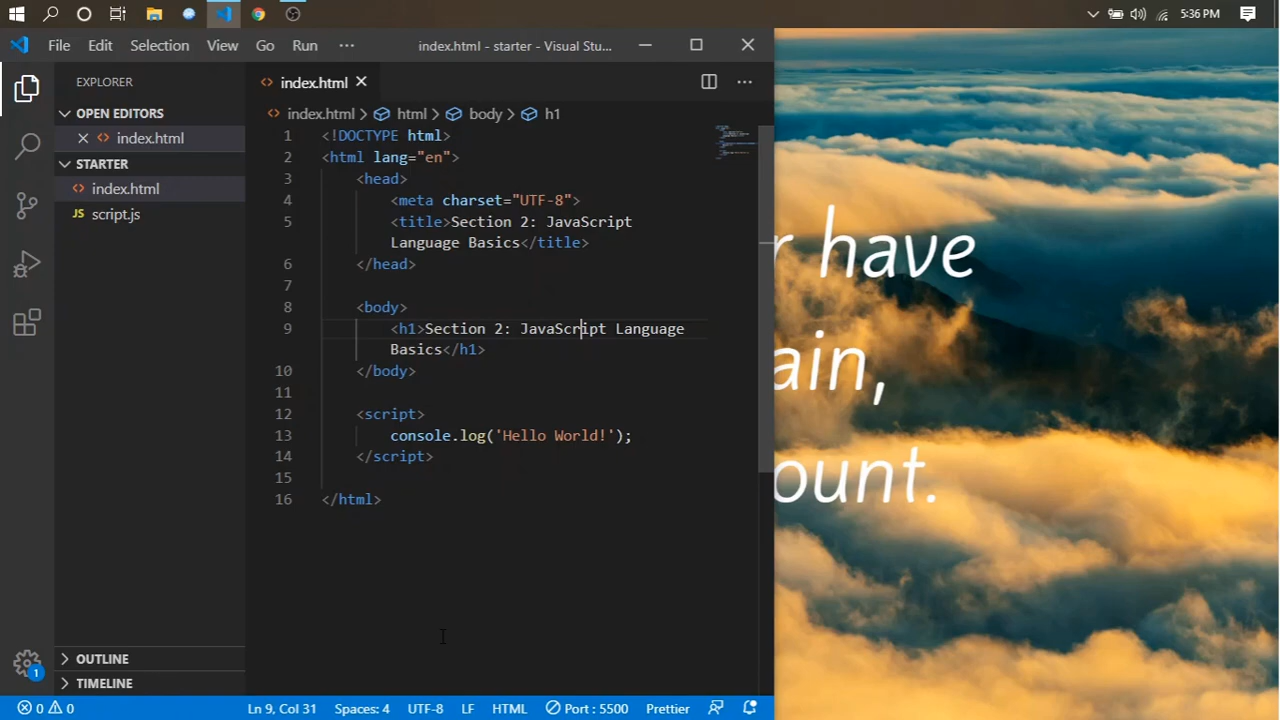 5:36 PM
File Edit Selection View Go Run ··· index.html - starter - Visual Stu...
EXPLORER
OPEN EDITORS
index.html
STARTER
index.html
JS script.js
OUTLINE
TIMELINE
1
index.html
index.html > html > body > h1
1 <!DOCTYPE html>
2 <html lang="en">
3 <head>
4 <meta charset="UTF-8">
5 <title>Section 2: JavaScript
Language Basics</title>
6 </head>
7
8 <body>
9 <h1>Section 2: JavaScript Language
Basics</h1>
10 </body>
11
12 <script>
13 console.log('Hello World!');
14 </script>
15
16 </html>
r have
ain,
ount.
0 0 Ln 9, Col 31 Spaces: 4 UTF-8 LF HTML Port : 5500 Prettier